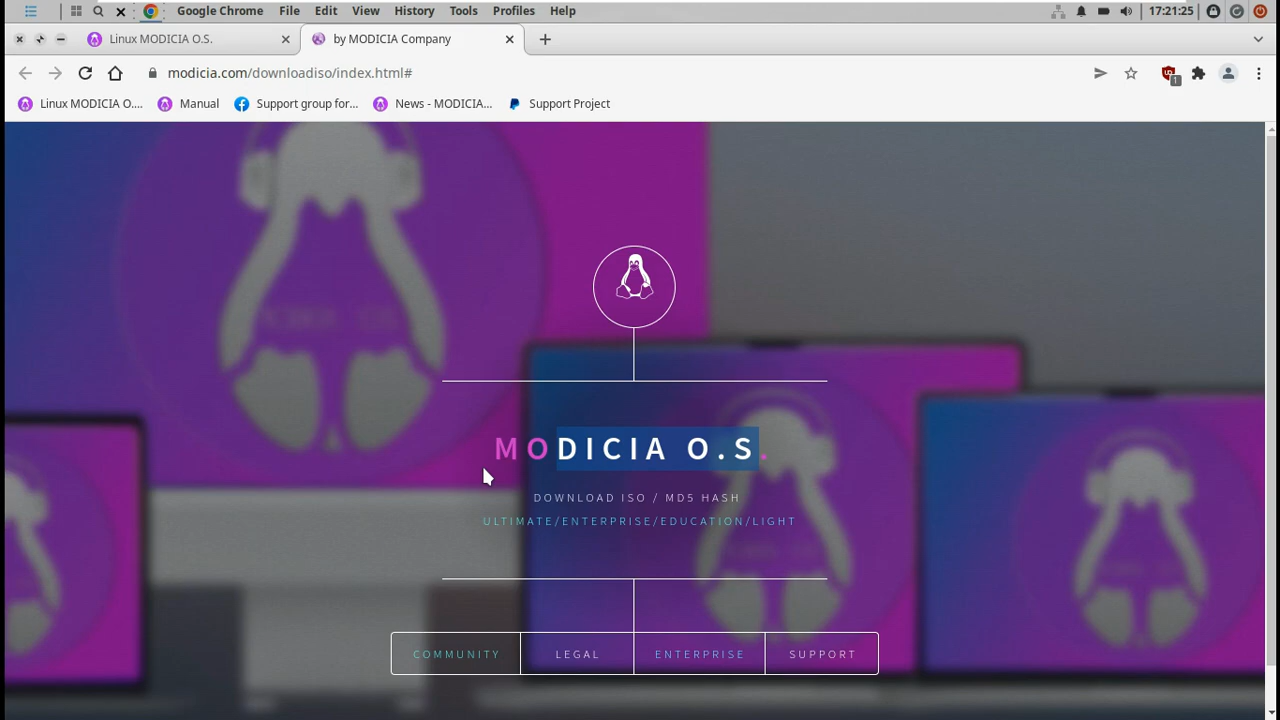 Google Chrome File Edit View History Tools Profiles Help 17:21:25
Linux MODICIA O.S. by MODICIA Company
modicia.com/downloadiso/index.html# 1
Linux MODICIA O.... Manual Support group for... News - MODICIA... Support Project
MODICIA O.S.
DOWNLOAD ISO / MD5 HASH
ULTIMATE/ENTERPRISE/EDUCATION/LIGHT
COMMUNITY LEGAL ENTERPRISE SUPPORT